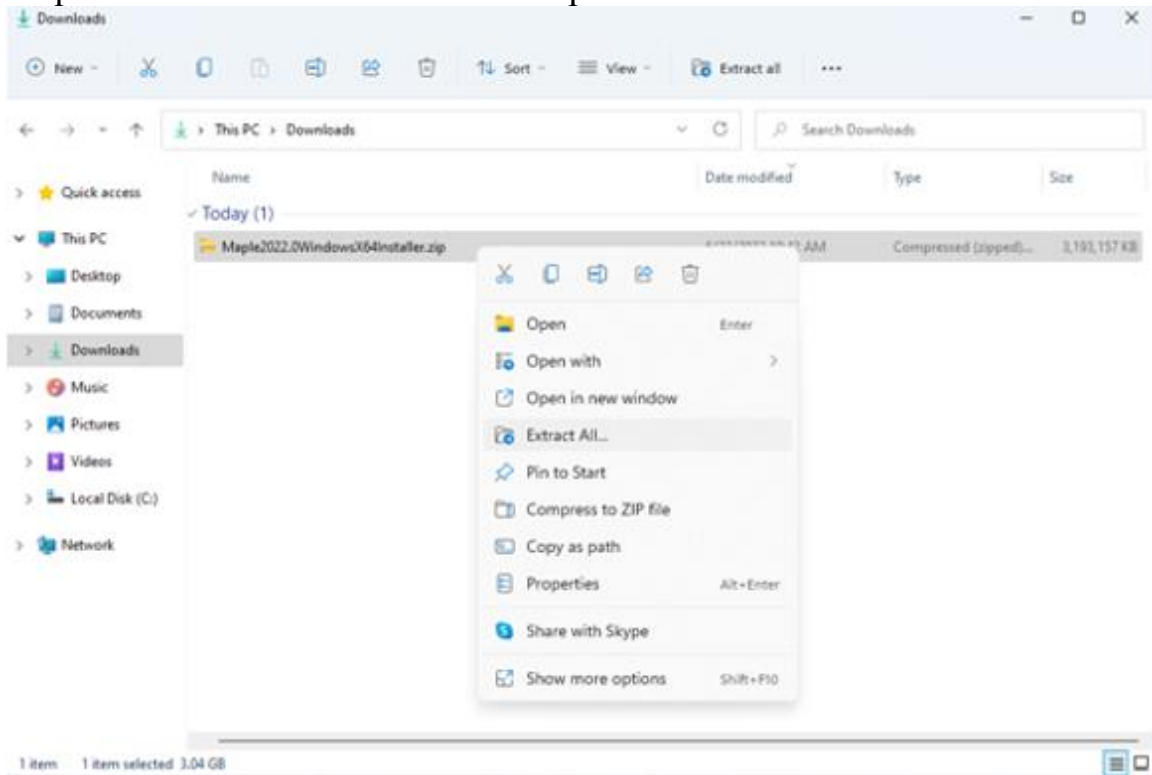 Downloads
New
Sort
View
Extract all
...
This PC > Downloads
Search Downloads
Name
Date modified
Type
Size
Quick access
Today (1)
This PC
Maple2022.0WindowsX64Installer.zip
AM
Compressed (zipped)...
3,193,157 KB
Desktop
Documents
Downloads
Music
Pictures
Videos
Local Disk (C:)
Network
Open
Enter
Open with
Open in new window
Extract All...
Pin to Start
Compress to ZIP file
Copy as path
Properties
Alt+Enter
Share with Skype
Show more options
Shift+F10
1 item
1 item selected 3.04 GB